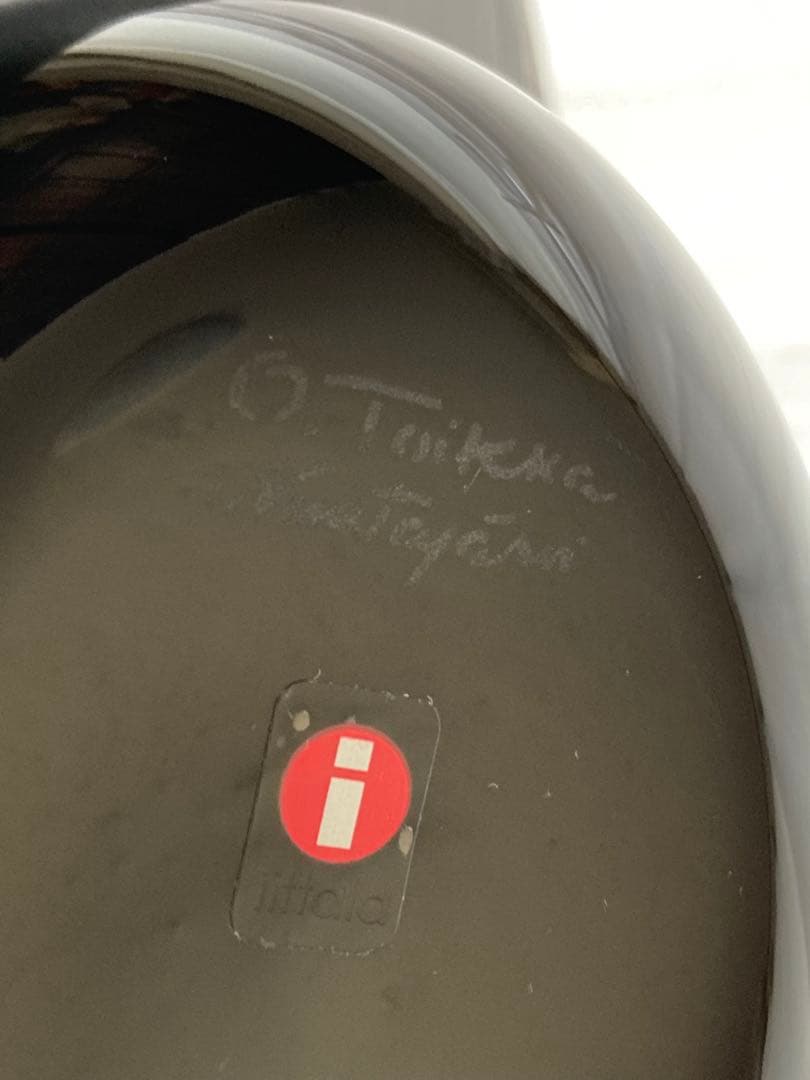 O. Toikka
Nuutajärvi
i
iittala